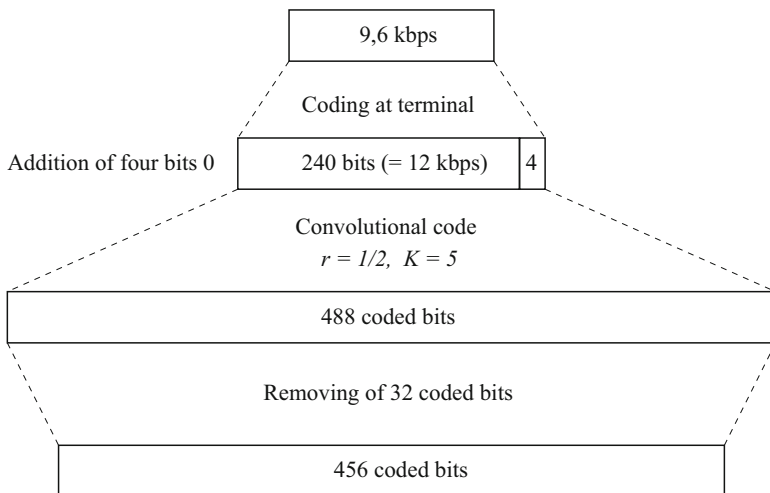 9,6 kbps
Coding at terminal
Addition of four bits 0
240 bits (= 12 kbps)
4
Convolutional code
r = 1/2, K = 5
488 coded bits
Removing of 32 coded bits
456 coded bits